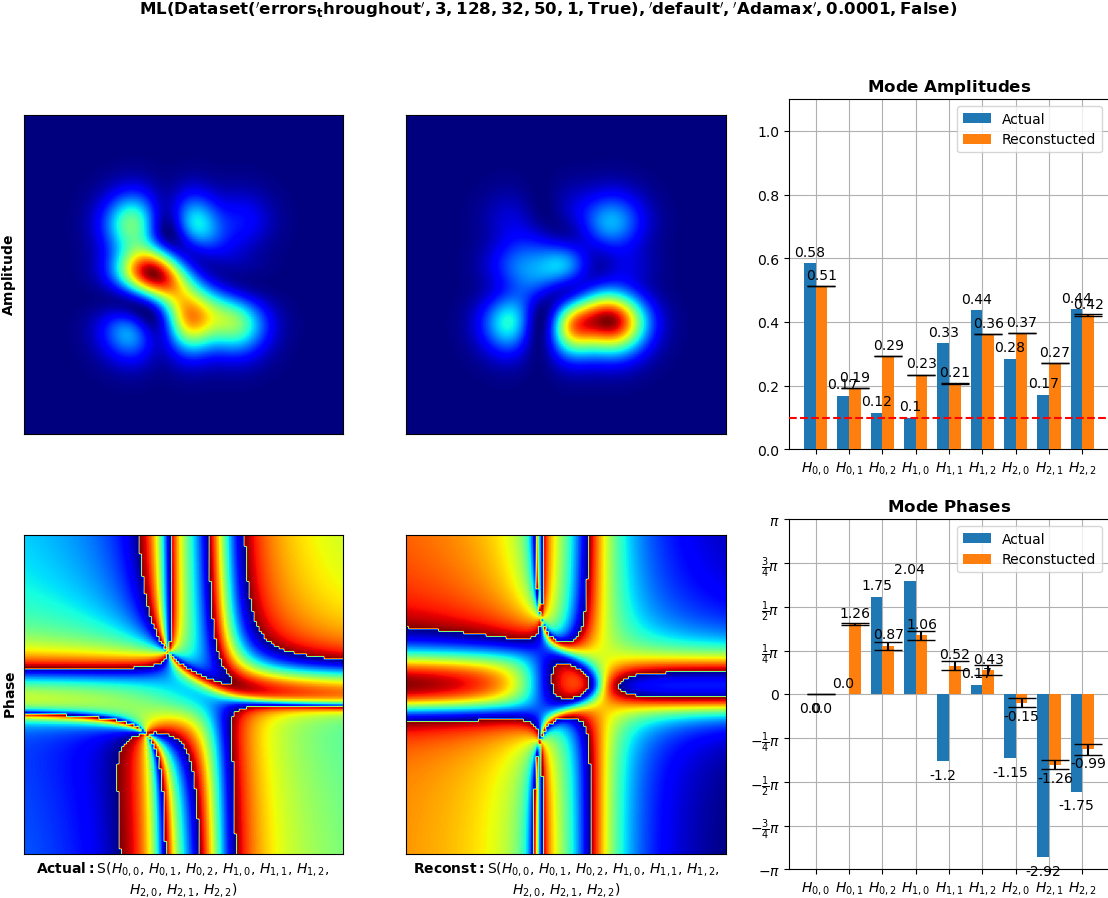 ML(Dataset('errors_throughout', 3, 128, 32, 50, 1, True), 'default', 'Adamax', 0.0001, False)
Amplitude
Mode Amplitudes
Actual
Reconstucted
1.0
0.8
0.6
0.4
0.2
0.0
0.58
0.51
0.17
0.19
0.12
0.29
0.1
0.23
0.33
0.21
0.44
0.36
0.28
0.37
0.17
0.27
0.44
0.42
H0,0 H0,1 H0,2 H1,0 H1,1 H1,2 H2,0 H2,1 H2,2
Phase
Mode Phases
Actual
Reconstucted
π
3/4π
1/2π
1/4π
0
−1/4π
−1/2π
−3/4π
−π
0.0
0.0
0.0
1.26
1.75
0.87
2.04
1.06
-1.2
0.52
0.17
0.43
-1.15
-0.15
-2.92
-1.26
-1.75
-0.99
H0,0 H0,1 H0,2 H1,0 H1,1 H1,2 H2,0 H2,1 H2,2
Actual: S(H0,0, H0,1, H0,2, H1,0, H1,1, H1,2,
H2,0, H2,1, H2,2)
Reconst: S(H0,0, H0,1, H0,2, H1,0, H1,1, H1,2,
H2,0, H2,1, H2,2)